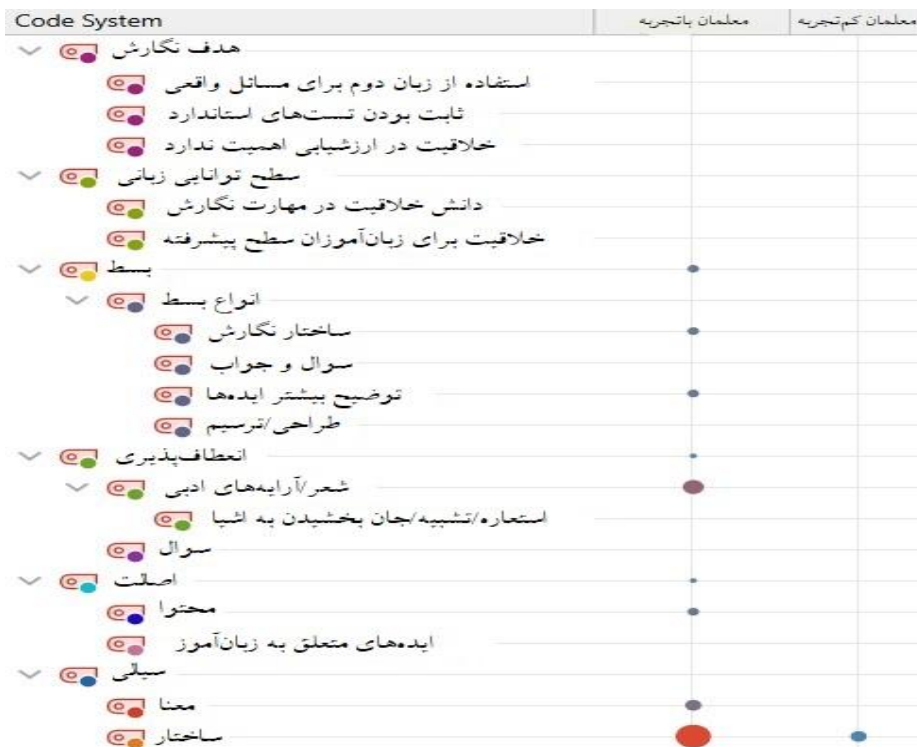 Code System
معلمان باتجربه
معلمان کم‌تجربه
هدف نگارش
استفاده از زبان دوم برای مسائل واقعی
ثابت بودن تست‌های استاندارد
خلاقیت در ارزشیابی اهمیت ندارد
سطح توانایی زبانی
دانش خلاقیت در مهارت نگارش
خلاقیت برای زبان‌آموزان سطح پیشرفته
بسط
انواع بسط
ساختار نگارش
سوال و جواب
توضیح بیشتر ایده‌ها
طراحی/ترسیم
انعطاف‌پذیری
شعر/آرایه‌های ادبی
استعاره/تشبیه/جان بخشیدن به اشیا
سوال
اصالت
محتوا
ایده‌های متعلق به زبان‌آموز
سیالی
معنا
ساختار